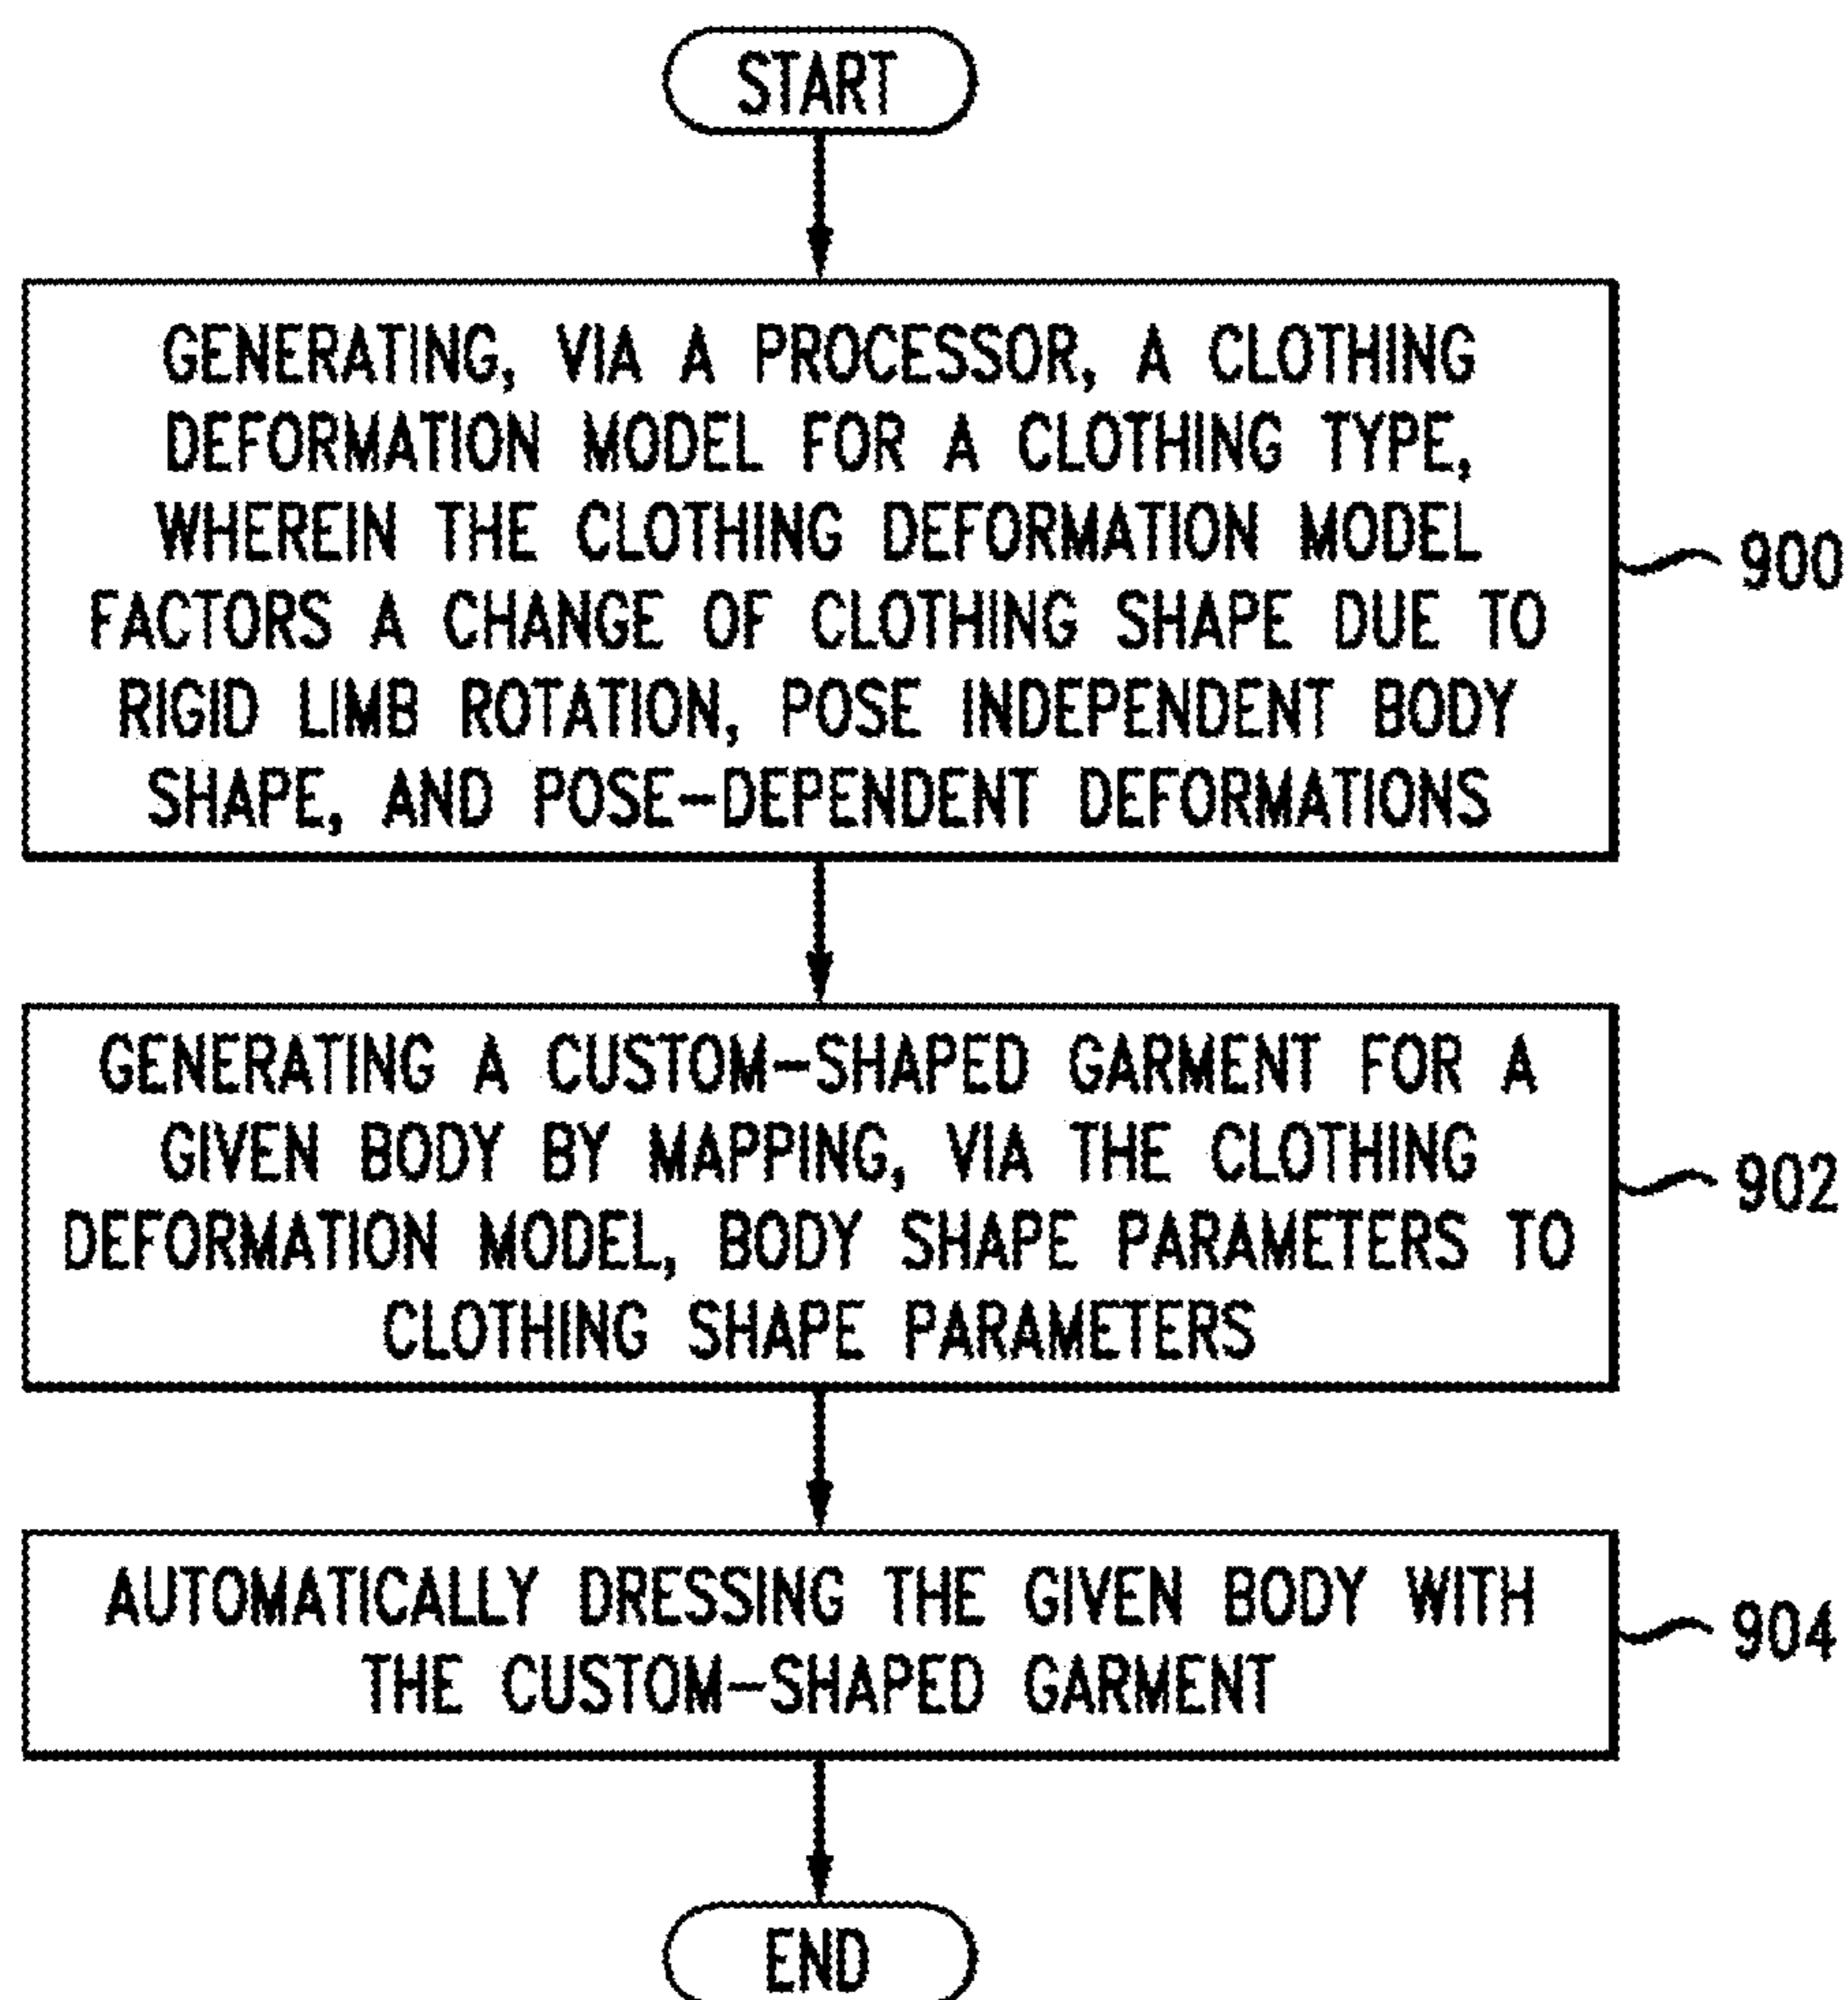 START
GENERATING, VIA A PROCESSOR, A CLOTHING
DEFORMATION MODEL FOR A CLOTHING TYPE,
WHEREIN THE CLOTHING DEFORMATION MODEL
FACTORS A CHANGE OF CLOTHING SHAPE DUE TO
RIGID LIMB ROTATION, POSE INDEPENDENT BODY
SHAPE, AND POSE-DEPENDENT DEFORMATIONS
900
GENERATING A CUSTOM-SHAPED GARMENT FOR A
GIVEN BODY BY MAPPING, VIA THE CLOTHING
DEFORMATION MODEL, BODY SHAPE PARAMETERS TO
CLOTHING SHAPE PARAMETERS
902
AUTOMATICALLY DRESSING THE GIVEN BODY WITH
THE CUSTOM-SHAPED GARMENT
904
END